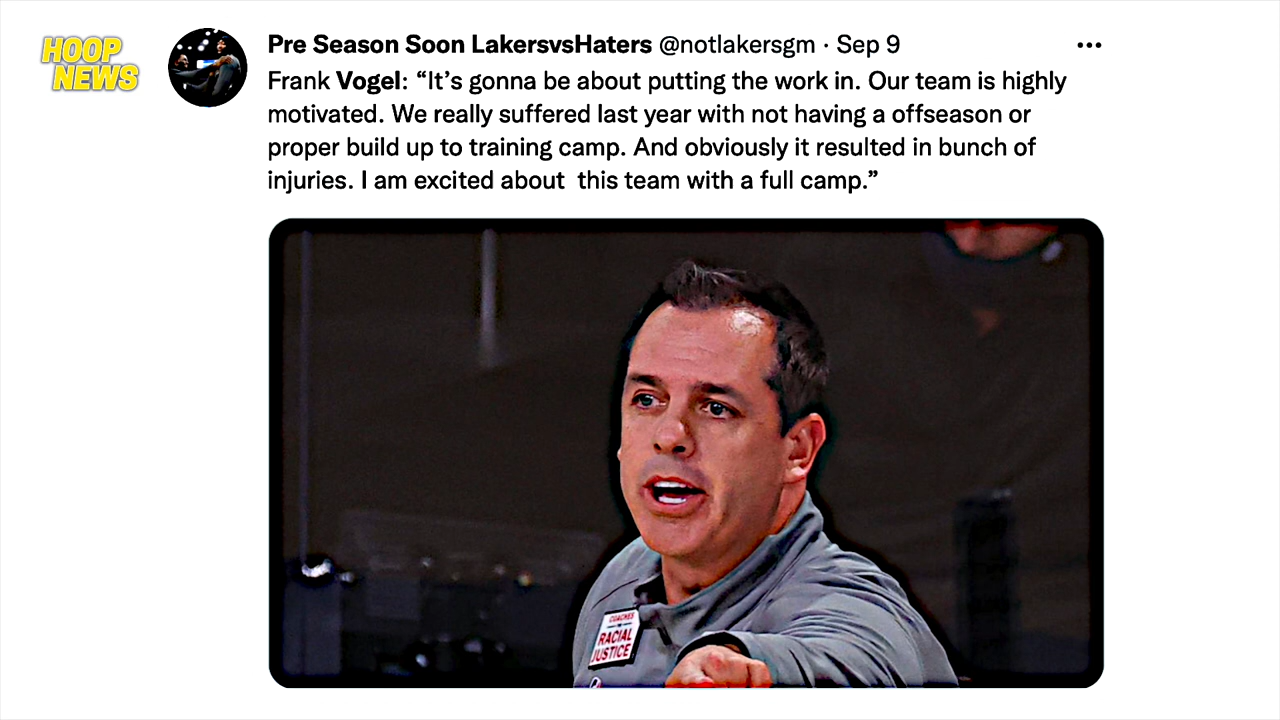 HOOP
NEWS
Pre Season Soon LakersvsHaters @notlakersgm · Sep 9
Frank Vogel: “It’s gonna be about putting the work in. Our team is highly
motivated. We really suffered last year with not having a offseason or
proper build up to training camp. And obviously it resulted in bunch of
injuries. I am excited about  this team with a full camp.”
COACHES
RACIAL
JUSTICE